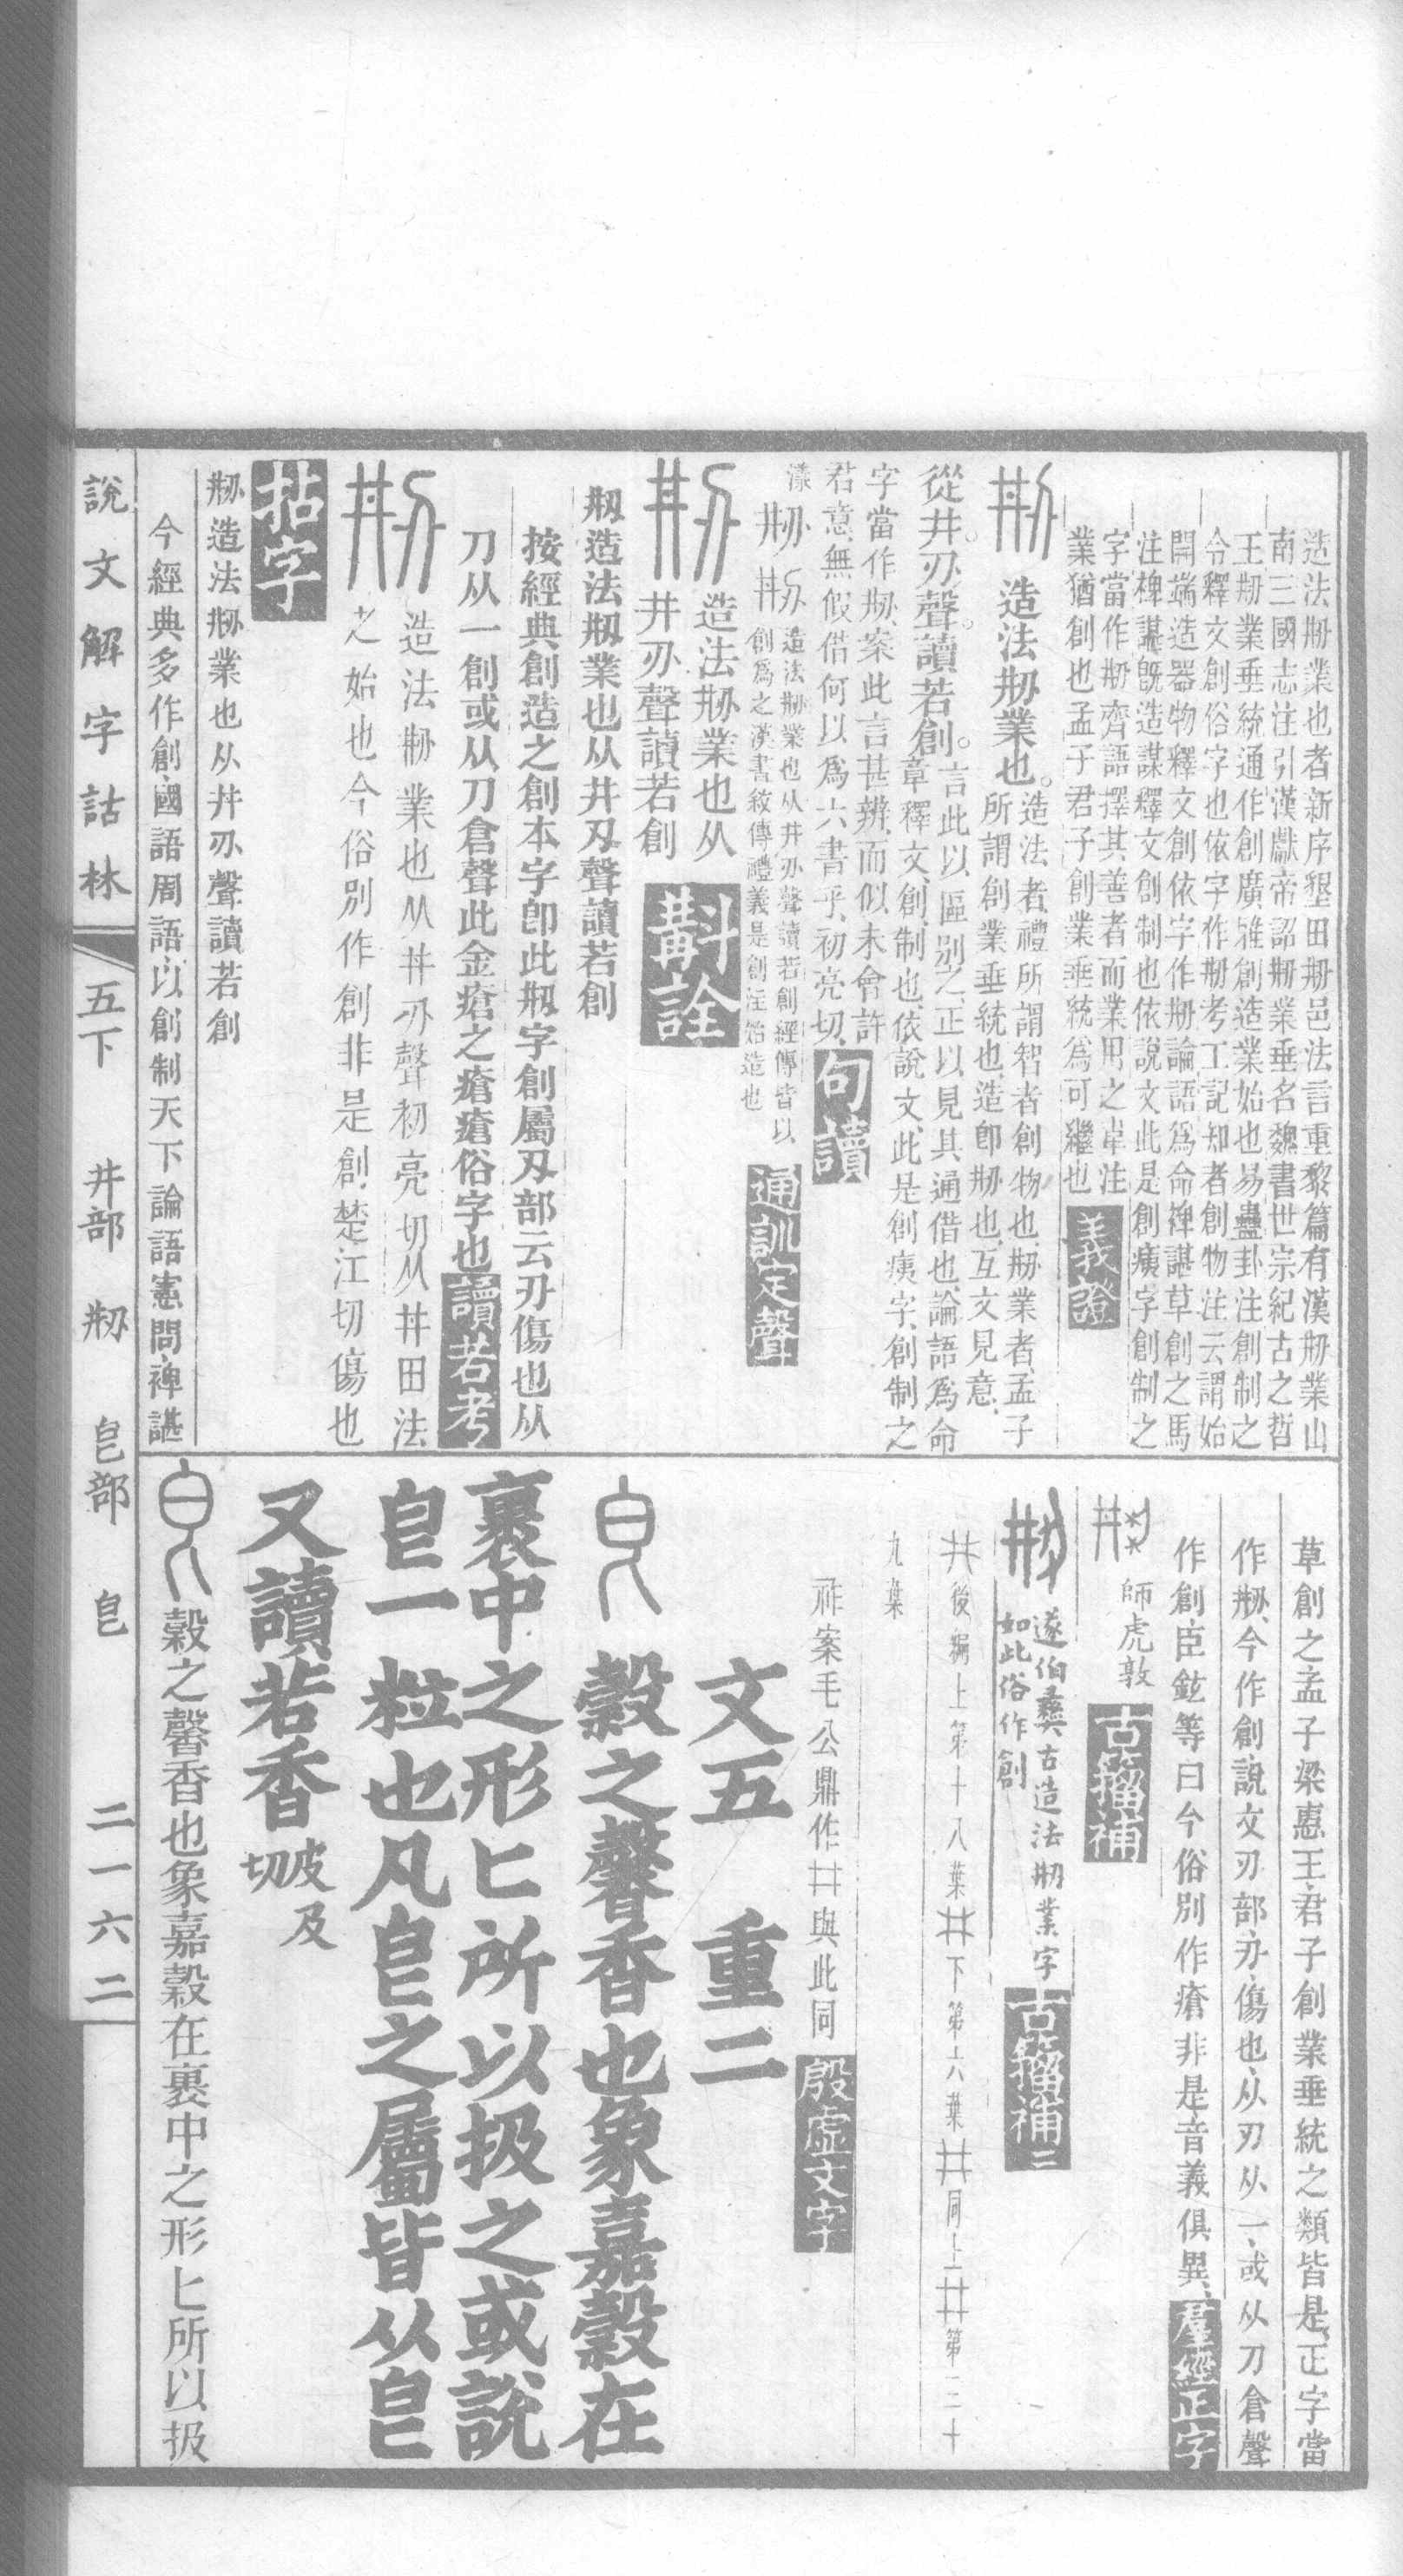 造法刱業也者新序墾田刱邑法言重黎篇有漢刱業山
南三國志注引漢獻帝詔刱業垂名魏書世宗紀古之哲
王刱業垂統通作創廣雅創造業始也易蠱卦注創制之
令釋文創俗字也依字作刱考工記知者創物注云謂始
開端造器物釋文創依字作刱論語為命裨諶草創之馬
注裨諶旣造謀釋文創制也依說文此是創痍字創制之
字當作刱齊語擇其善者而業用之韋注
業猶創也孟子君子創業垂統為可繼也 義證
造法刱業也。造法者禮所謂智者創物也刱業者孟子
所謂創業垂統也造卽刱也互文見意
從井。刅聲。讀若創。言此以區別之正以見其通借也論語為命
章釋文創制也依說文此是創痍字創制之
字當作刱案此言甚辨而似未會許
君意無假借何以為六書乎初亮切 句讀
漾 刱 造法刱業也从井刅聲讀若創經傳皆以
創為之漢書敘傳禮義是創注始造也 通訓定聲
造法刱業也从
井刅聲讀若創 斠詮
刱造法刱業也从井刅聲讀若創
按經典創造之創本字卽此刱字創屬刃部云刅傷也从
刀从一創或从刀倉聲此金瘡之瘡瘡俗字也 讀若考
造法刱業也从井刅聲初亮切从井田法
之始也今俗別作創非是創楚江切傷也
拈字
刱造法刱業也从井刅聲讀若創
今經典多作創國語周語以創制天下論語憲問裨諶
草創之孟子梁惠王君子創業垂統之類皆是正字當
作刱今作創說文刃部刅傷也从刃从一或从刀倉聲
作創臣鉉等曰今俗別作瘡非是音義俱異 羣經正字
師虎敦 古籀補
遂伯彝古造法刱業字
如此俗作創 古籀補二
井後編上第十八葉井下第六葉井同上井第三十
九葉
祚案毛公鼎作井與此同 殷虛文字
文五 重二
穀之馨香也象嘉穀在
裹中之形匕所以扱之或說
皀一粒也凡皀之屬皆从皀
又讀若香 皮及
切
穀之馨香也象嘉穀在裹中之形匕所以扱
說文解字詁林 五下 井部 刱 皀部 皀 二一六二